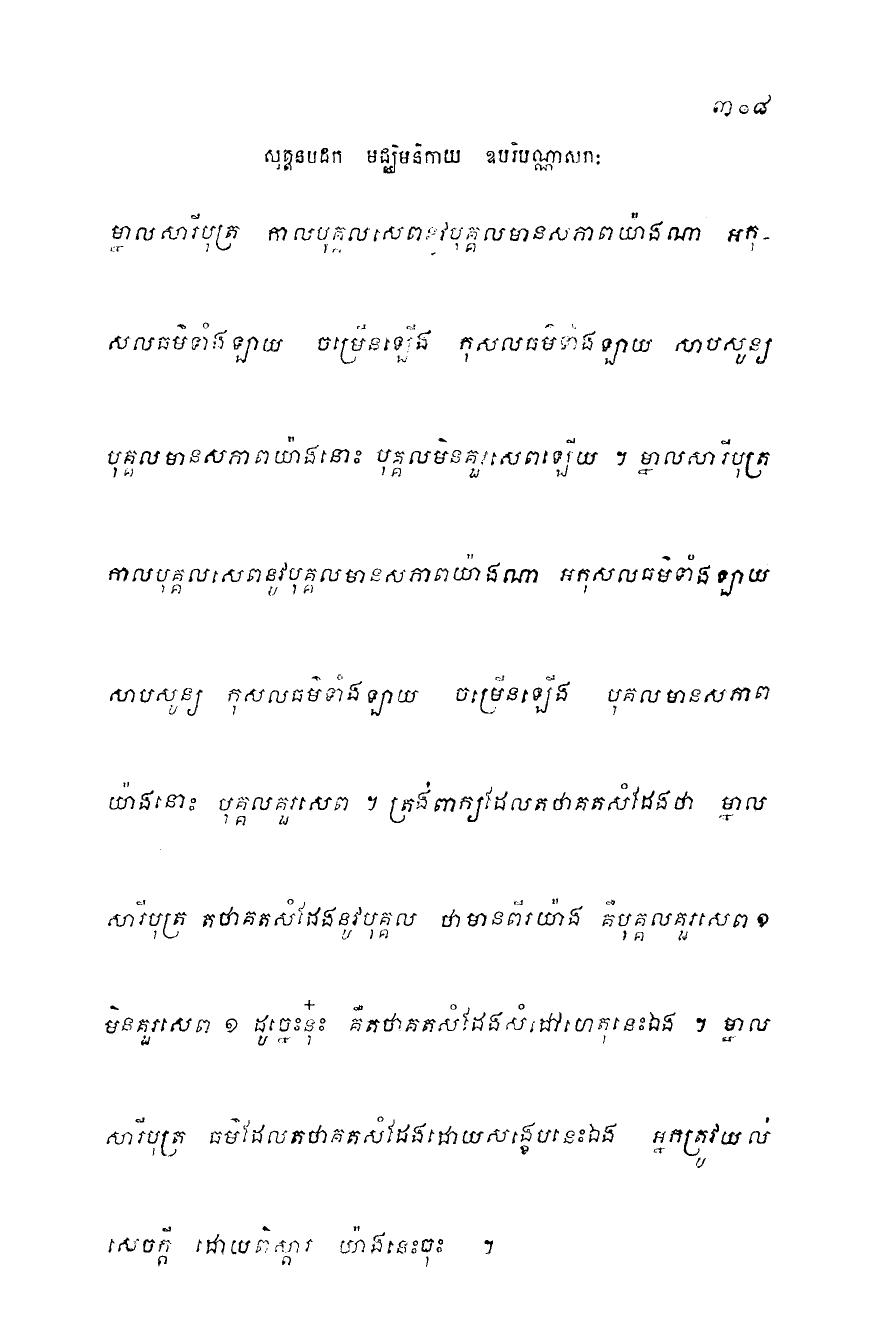 ៣០៨
សុត្តនបដក មជ្ឈិមនិកាយ ឧបរិបណ្ណាសក:
ម្នាលសារីបុត្រ កាលបុគ្គលសេពនូវបុគ្គលមានសភាពយ៉ាងណា អកុ-
សលធម៌ទាំងឡាយ ចម្រើនឡើង កុសលធម៌ទាំងឡាយ សាបសូន្យ
បុគ្គលមានសភាពយ៉ាងនោះ បុគ្គលមិនគួរសេពឡើយ ។ ម្នាលសារីបុត្រ
កាលបុគ្គលសេពនូវបុគ្គលមានសភាពយ៉ាងណា អកុសលធម៌ទាំងឡាយ
សាបសូន្យ កុសលធម៌ទាំងឡាយ ចម្រើនឡើង បុគលមានសភាព
យ៉ាងនោះ បុគ្គលគួរសេព ។ ត្រង់ពាក្យដែលតថាគតសំដែងថា ម្នាល
សារីបុត្រ តថាគតសំដែងនូវបុគ្គល ថាមានពីរយ៉ាង គឺបុគ្គលគួរសេព ១
មិនគួរសេព ១ ដូច្នេះនុ៎ះ គឺតថាគតសំដែងសំដៅហេតុនេះឯង ។ ម្នាល
សារីបុត្រ ធម៌ដែលតថាគតសំដែងដោយសង្ខេបនេះឯង អ្នកត្រូវយល់
សេចក្តី ដោយពិស្តារ យ៉ាងនេះចុះ ។